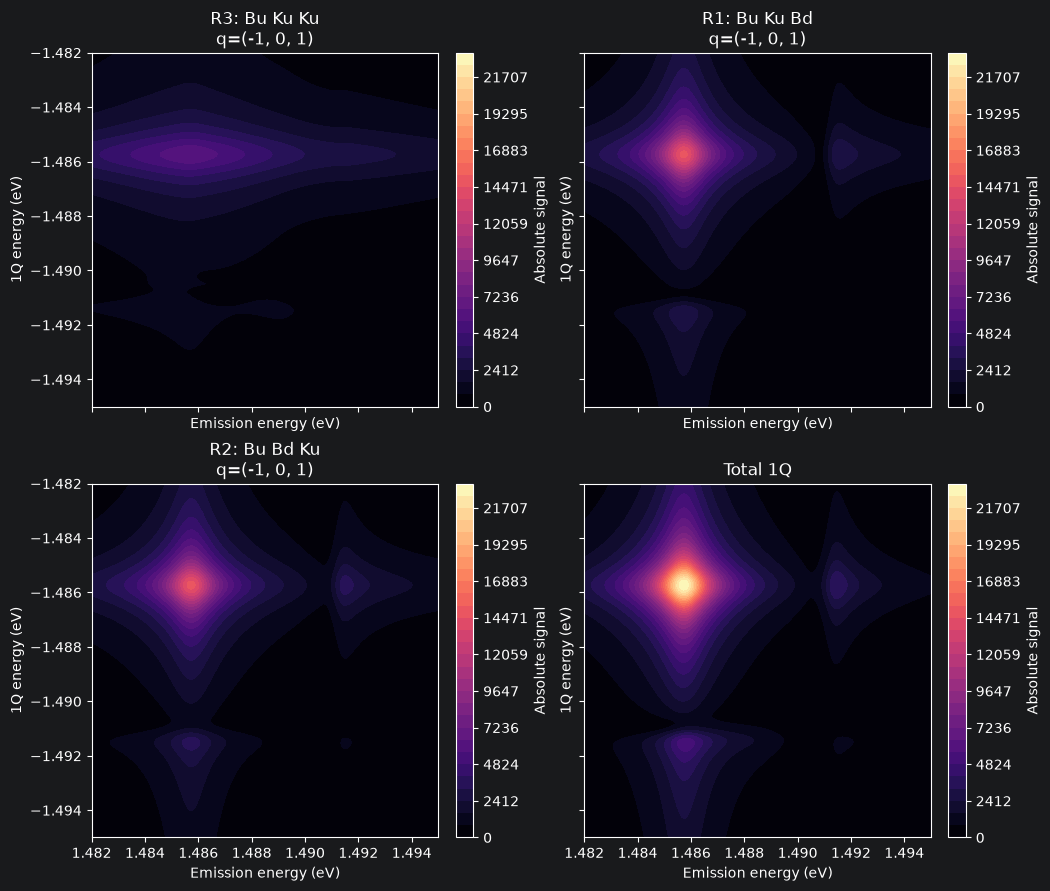 R3: Bu Ku Ku
q=(-1, 0, 1)
−1.482
−1.484
−1.486
−1.488
−1.490
−1.492
−1.494
1Q energy (eV)
Emission energy (eV)
21707
19295
16883
14471
12059
9647
7236
4824
2412
0
Absolute signal
R1: Bu Ku Bd
q=(-1, 0, 1)
1Q energy (eV)
Emission energy (eV)
21707
19295
16883
14471
12059
9647
7236
4824
2412
0
Absolute signal
R2: Bu Bd Ku
q=(-1, 0, 1)
−1.482
−1.484
−1.486
−1.488
−1.490
−1.492
−1.494
1Q energy (eV)
1.482 1.484 1.486 1.488 1.490 1.492 1.494
Emission energy (eV)
21707
19295
16883
14471
12059
9647
7236
4824
2412
0
Absolute signal
Total 1Q
1Q energy (eV)
1.482 1.484 1.486 1.488 1.490 1.492 1.494
Emission energy (eV)
21707
19295
16883
14471
12059
9647
7236
4824
2412
0
Absolute signal